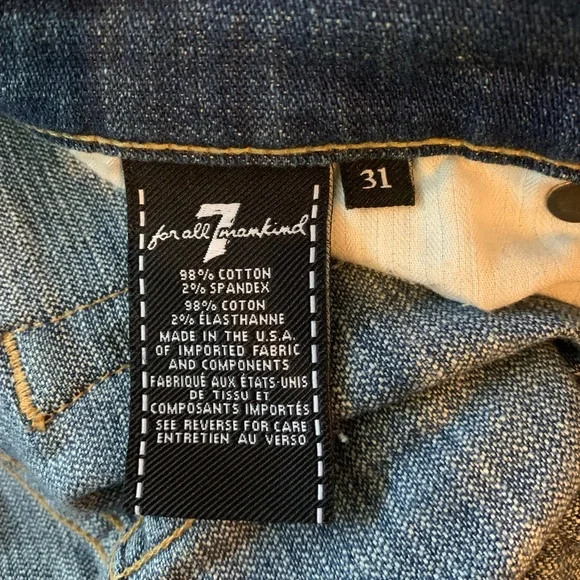 31
for all 7 mankind
98% COTTON
2% SPANDEX
98% COTON
2% ÉLASTHANNE
MADE IN THE U.S.A.
OF IMPORTED FABRIC
AND COMPONENTS
FABRIQUÉ AUX ÉTATS-UNIS
DE TISSU ET
COMPOSANTS IMPORTÉS
SEE REVERSE FOR CARE
ENTRETIEN AU VERSO